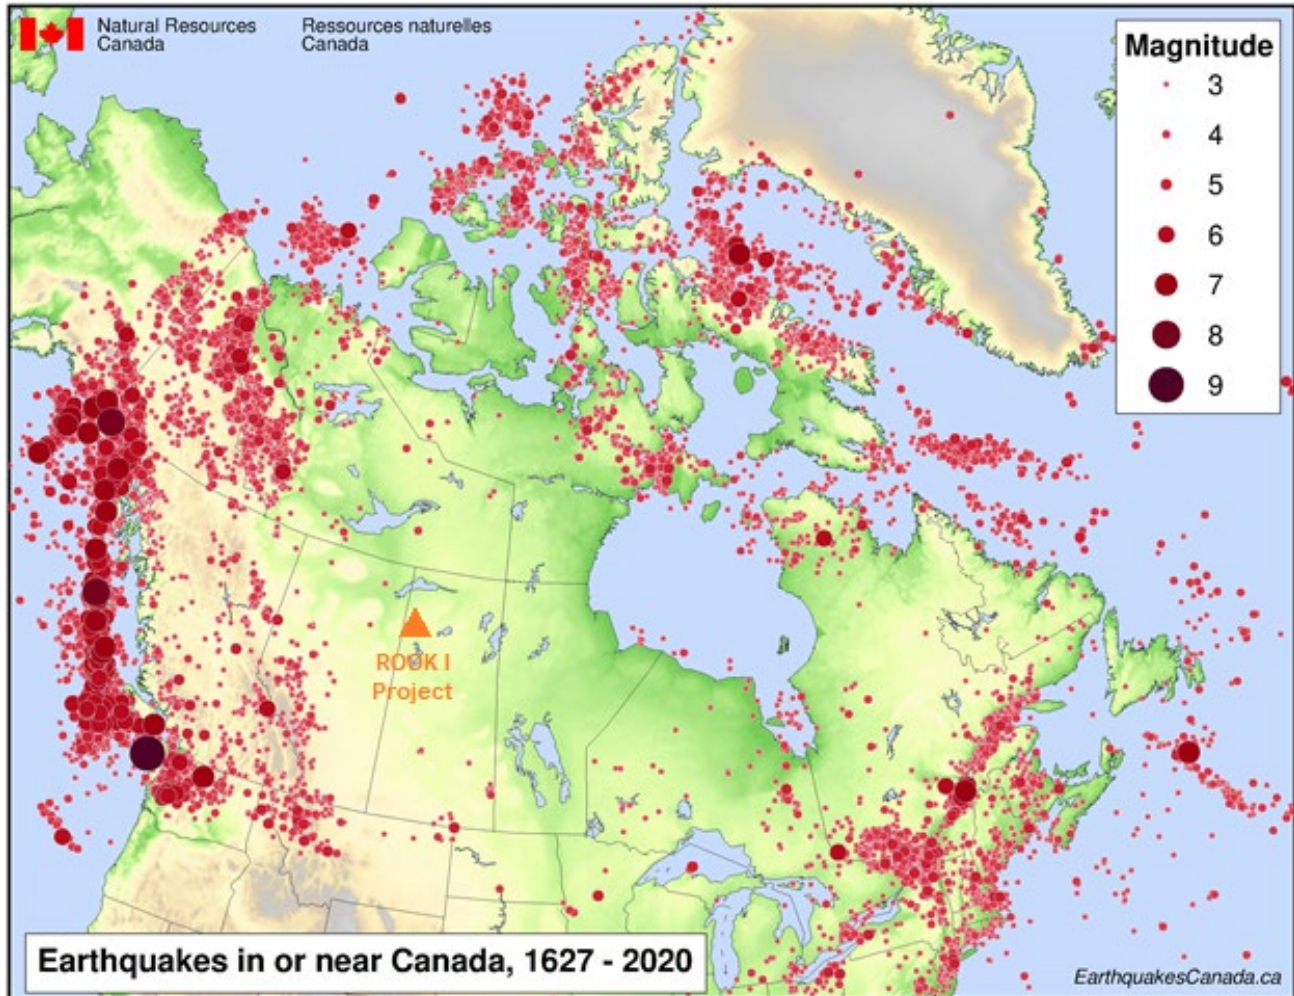 Natural Resources
Canada
Ressources naturelles
Canada
Magnitude
3
4
5
6
7
8
9
ROOK I
Project
Earthquakes in or near Canada, 1627 - 2020
EarthquakesCanada.ca